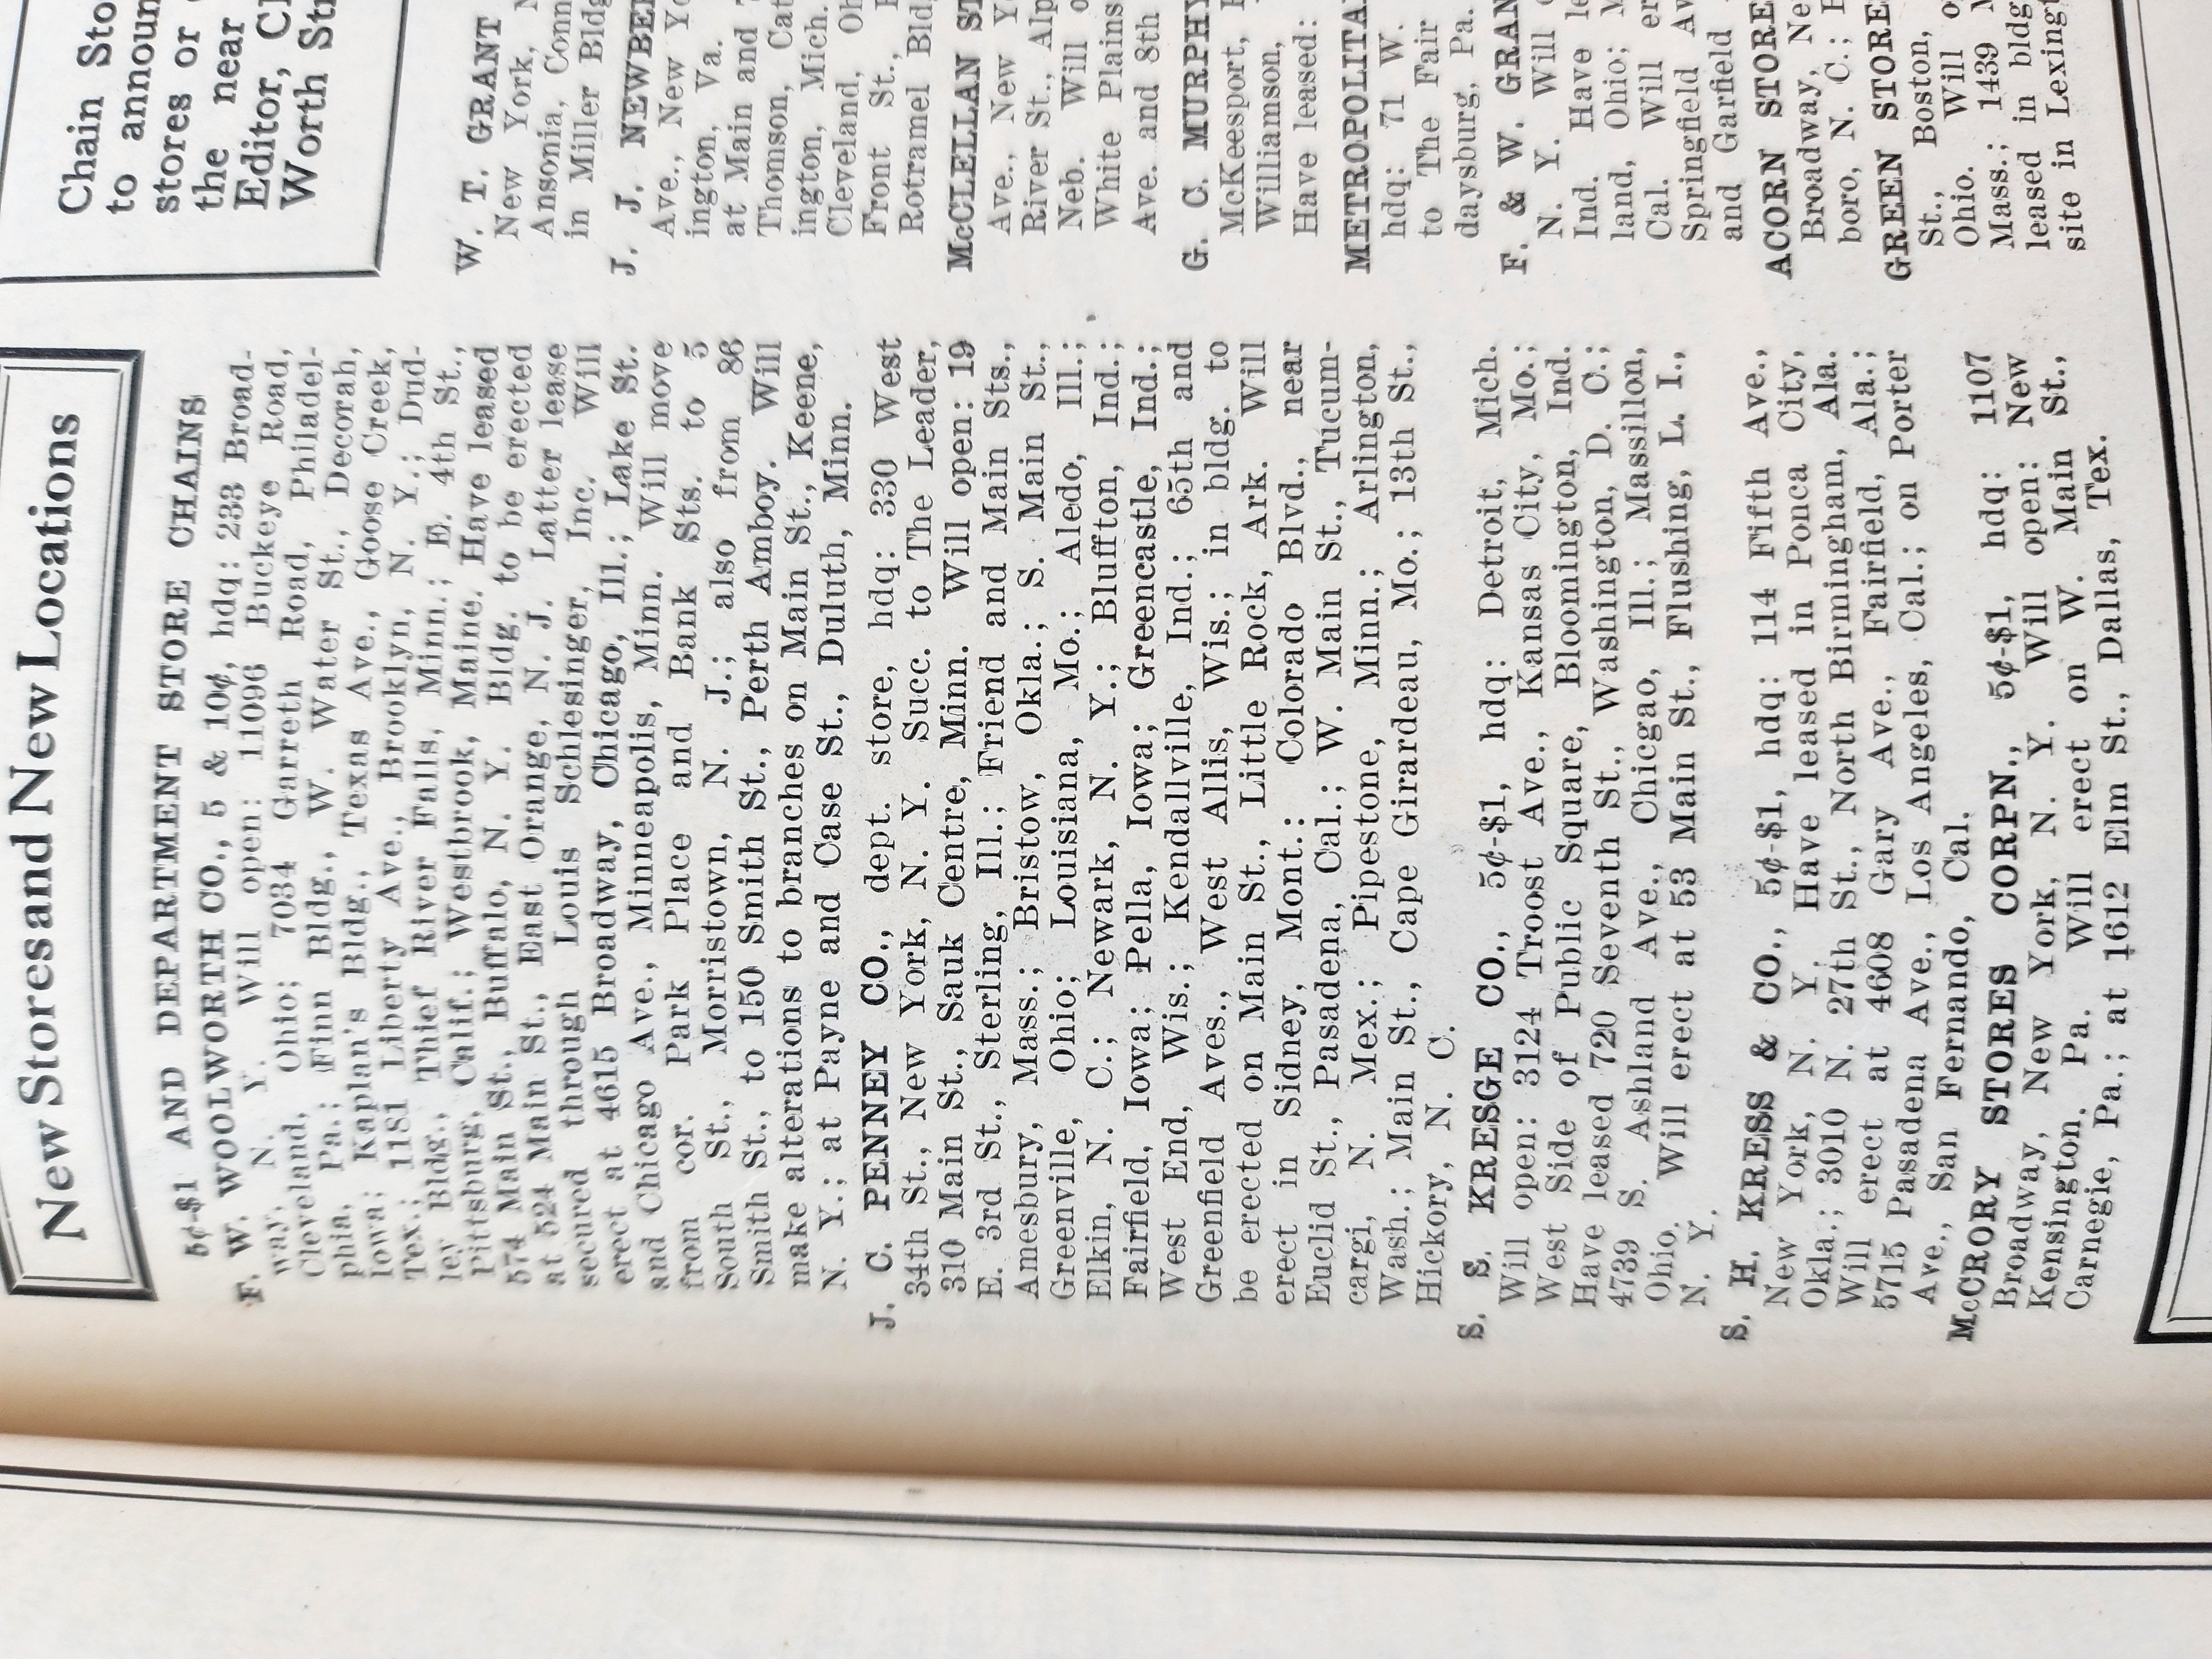 New Stores and New Locations
5¢-$1 AND DEPARTMENT STORE CHAINS
F. W. WOOLWORTH CO., 5 & 10¢, hdq: 233 Broad-
way, N. Y. Will open: 11096 Buckeye Road,
Cleveland, Ohio; 7034 Garreth Road, Philadel-
phia, Pa.; Finn Bldg., W. Water St., Decorah,
Iowa; Kaplan's Bldg., Texas Ave., Goose Creek,
Tex.; 1181 Liberty Ave., Brooklyn, N. Y.; Dud-
ley Bldg., Thief River Falls, Minn.; E. 4th St.,
Pittsburg, Calif.; Westbrook, Maine. Have leased
574 Main St., Buffalo, N. Y. Bldg. to be erected
at 524 Main St., East Orange, N. J. Latter lease
secured through Louis Schlesinger, Inc. Will
erect at 4615 Broadway, Chicago, Ill.; Lake St.
and Chicago Ave., Minneapolis, Minn. Will move
from cor. Park Place and Bank Sts. to 5
South St., Morristown, N. J.; also from 86
Smith St., to 150 Smith St., Perth Amboy. Will
make alterations to branches on Main St., Keene,
N. Y.; at Payne and Case St., Duluth, Minn.
J. C. PENNEY CO., dept. store, hdq: 330 West
34th St., New York, N. Y. Succ. to The Leader,
310 Main St., Sauk Centre, Minn. Will open: 19
E. 3rd St., Sterling, Ill.; Friend and Main Sts.,
Amesbury, Mass.; Bristow, Okla.; S. Main St.,
Greenville, Ohio; Louisiana, Mo.; Aledo, Ill.;
Elkin, N. C.; Newark, N. Y.; Bluffton, Ind.;
Fairfield, Iowa; Pella, Iowa; Greencastle, Ind.;
West End, Wis.; Kendallville, Ind.; 65th and
Greenfield Aves., West Allis, Wis.; in bldg. to
be erected on Main St., Little Rock, Ark. Will
erect in Sidney, Mont.: Colorado Blvd., near
Euclid St., Pasadena, Cal.; W. Main St., Tucum-
cargi, N. Mex.; Pipestone, Minn.; Arlington,
Wash.; Main St., Cape Girardeau, Mo.; 13th St.,
Hickory, N. C.
S. S. KRESGE CO., 5¢-$1, hdq: Detroit, Mich.
Will open: 3124 Troost Ave., Kansas City, Mo.;
West Side of Public Square, Bloomington, Ind.
Have leased 720 Seventh St., Washington, D. C.;
4739 S. Ashland Ave., Chicgao, Ill.; Massillon,
Ohio. Will erect at 53 Main St., Flushing, L. I.,
N. Y.
S. H. KRESS & CO., 5¢-$1, hdq: 114 Fifth Ave.,
New York, N. Y. Have leased in Ponca City,
Okla.; 3010 N. 27th St., North Birmingham, Ala.
Will erect at 4608 Gary Ave., Fairfield, Ala.;
5715 Pasadena Ave., Los Angeles, Cal.; on Porter
Ave., San Fernando, Cal.
McCRORY STORES CORPN., 5¢-$1, hdq: 1107
Broadway, New York, N. Y. Will open: New
Kensington. Pa. Will erect on W. Main St.,
Carnegie, Pa.; at 1612 Elm St., Dallas, Tex.
Chain Sto
to announ
stores or
the near
Editor, Ch
Worth Str
W. T. GRANT
New York, N
Ansonia, Conn
in Miller Bldg
J. J. NEWBER
Ave., New Yo
ington, Va.
at Main and
Thomson, Cat
ington, Mich.
Cleveland, Oh
Front St.,
Rotramel Bld
McCLELLAN ST
Ave., New Y
River St., Alp
Neb. Will o
White Plains
Ave. and 8th
G. C. MURPHY
McKeesport,
Williamson,
Have leased:
METROPOLITA
hdq: 71 W.
to The Fair
daysburg, Pa.
F. & W. GRAN
N. Y. Will
Ind. Have le
land, Ohio; M
Cal. Will er
Springfield Av
and Garfield
ACORN STORE
Broadway, Ne
boro, N. C.;
GREEN STORE
St., Boston,
Ohio. Will o
Mass.; 1439
leased in bldg
site in Lexingt